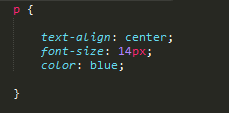 p {
text-align: center;
font-size: 14px;
color: blue;
}